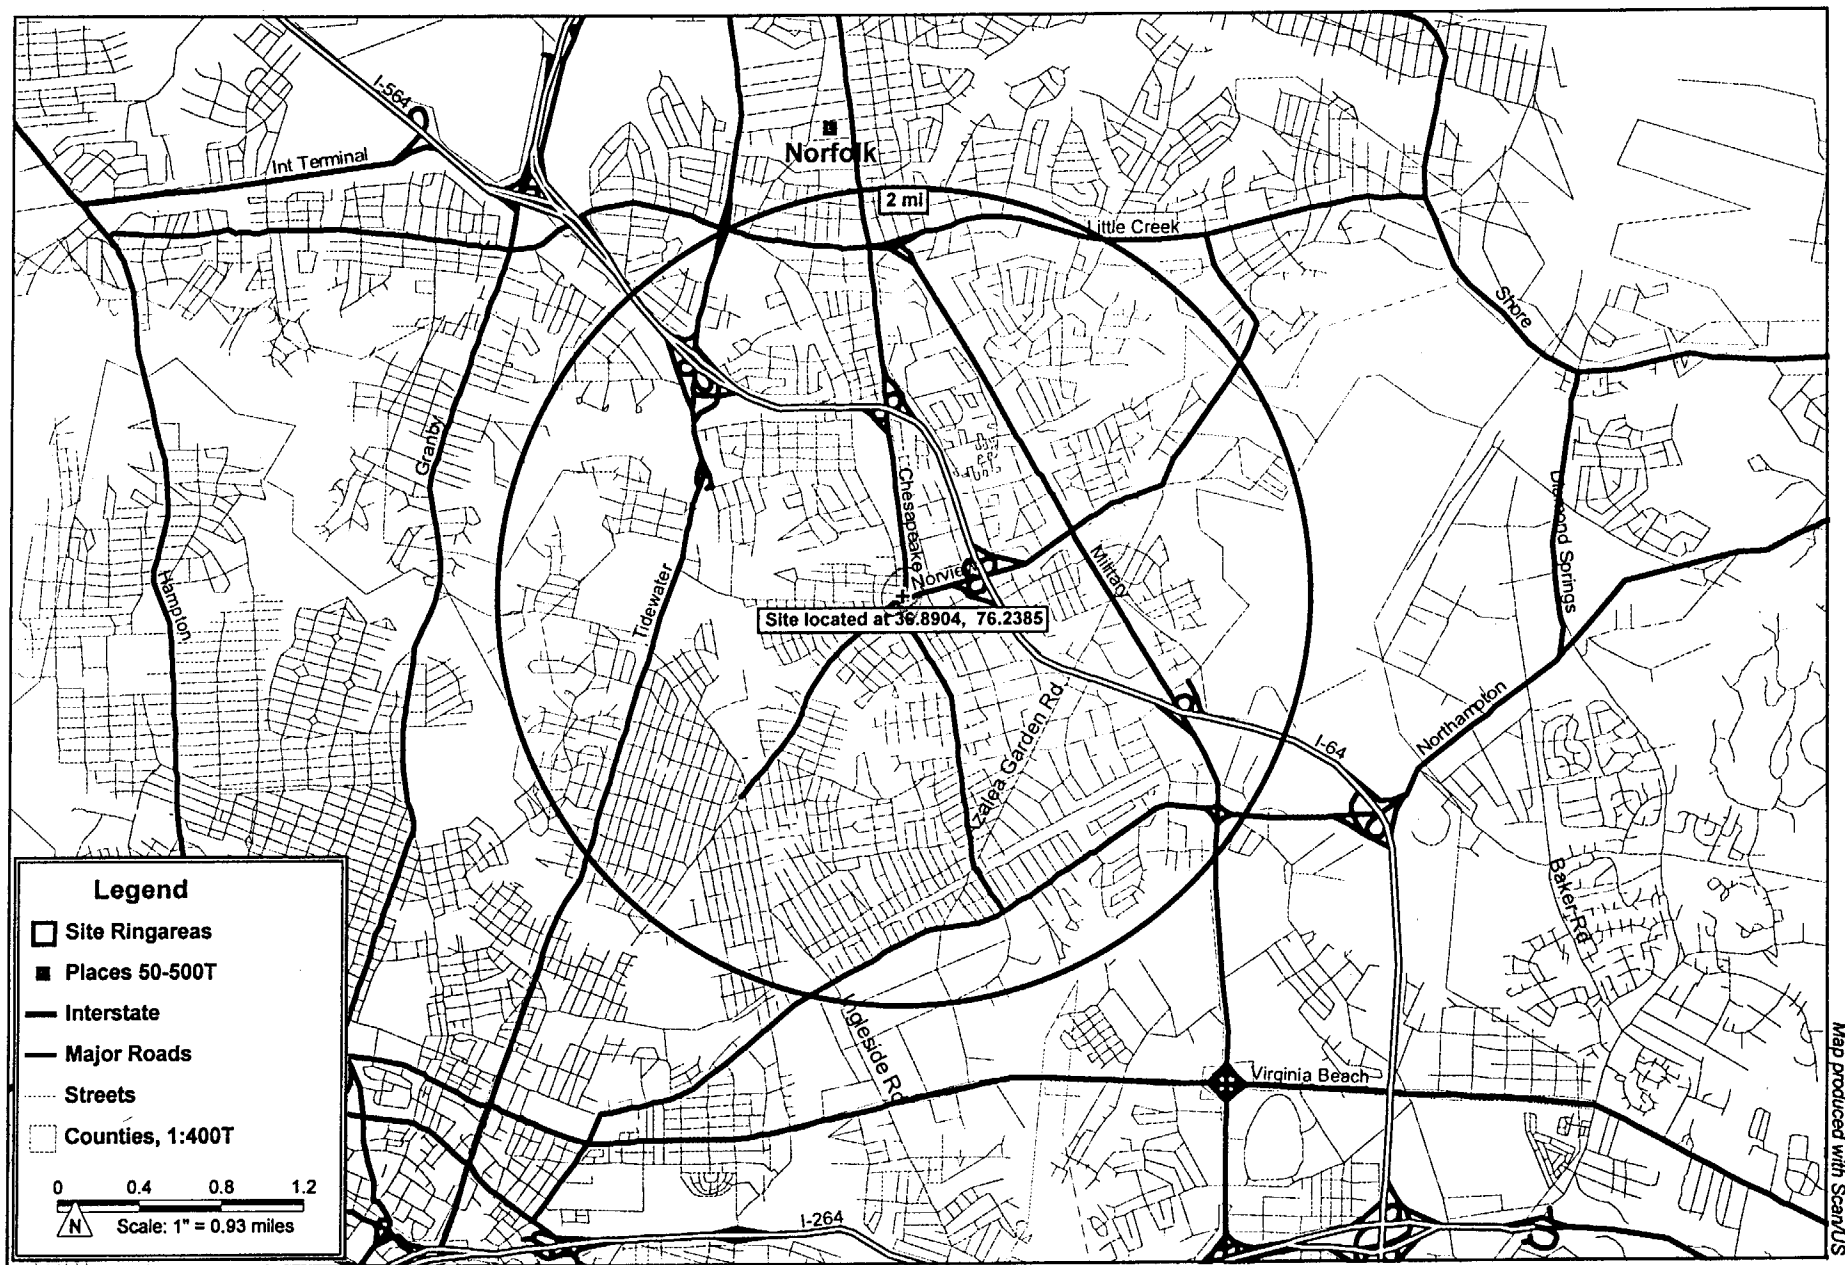 I-564
Int Terminal
Norfolk
2 mi
Little Creek
Shore
Granby
Chesapeake
Diamond Springs
Hampton
Tidewater
Norview
Military
Site located at 36.8904, 76.2385
Azalea Garden Rd
Northampton
I-64
Baker Rd
Ingleside Rd
Virginia Beach
I-264
Legend
Site Ringareas
Places 50-500T
Interstate
Major Roads
Streets
Counties, 1:400T
0 0.4 0.8 1.2
N Scale: 1" = 0.93 miles
Map produced with Scan/US